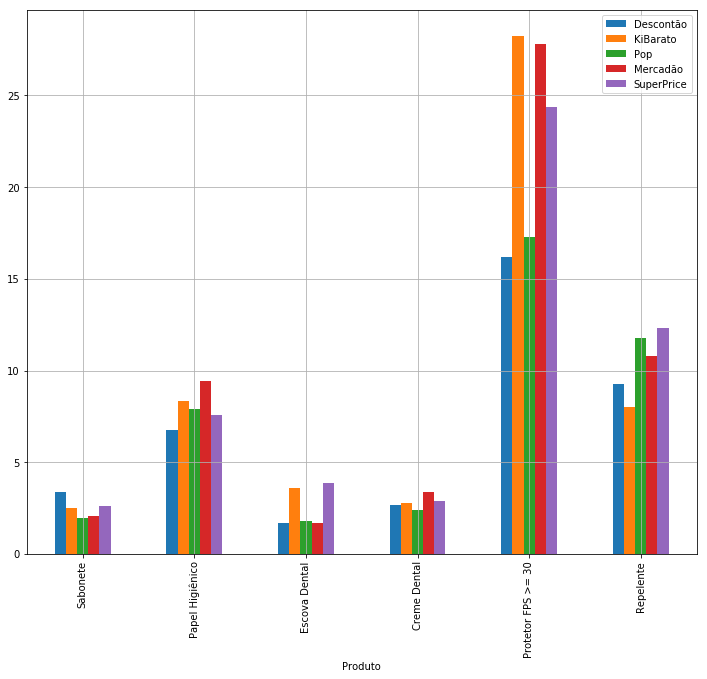 Descontão
KiBarato
Pop
Mercadão
SuperPrice
25
20
15
10
5
0
Sabonete
Papel Higiênico
Escova Dental
Creme Dental
Protetor FPS >= 30
Repelente
Produto